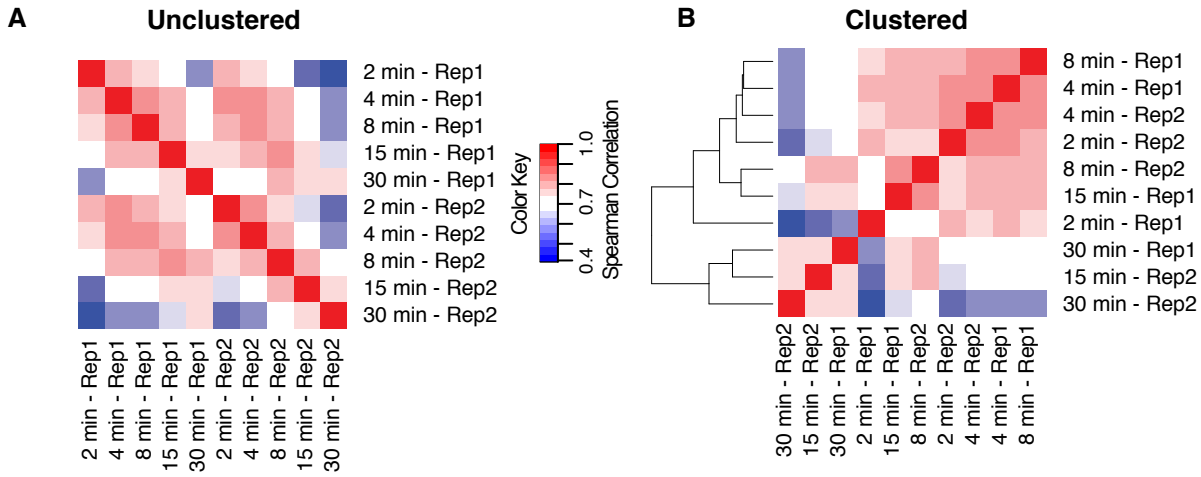 A
Unclustered
2 min - Rep1
4 min - Rep1
8 min - Rep1
15 min - Rep1
30 min - Rep1
2 min - Rep2
4 min - Rep2
8 min - Rep2
15 min - Rep2
30 min - Rep2
2 min - Rep1
4 min - Rep1
8 min - Rep1
15 min - Rep1
30 min - Rep1
2 min - Rep2
4 min - Rep2
8 min - Rep2
15 min - Rep2
30 min - Rep2
Color Key
0.4
0.7
1.0
Spearman Correlation
B
Clustered
8 min - Rep1
4 min - Rep1
4 min - Rep2
2 min - Rep2
8 min - Rep2
15 min - Rep1
2 min - Rep1
30 min - Rep1
15 min - Rep2
30 min - Rep2
30 min - Rep2
15 min - Rep2
30 min - Rep1
2 min - Rep1
15 min - Rep1
8 min - Rep2
2 min - Rep2
4 min - Rep2
4 min - Rep1
8 min - Rep1